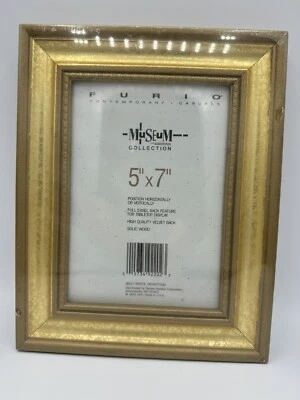 FURIO
CONTEMPORARY • CASUALS
MUSEUM
COLLECTION
5" x 7"
POSITION HORIZONTALLY
OR VERTICALLY
FULL EASEL BACK FEATURE
FOR TABLETOP DISPLAY
HIGH QUALITY VELVET BACK
SOLID WOOD